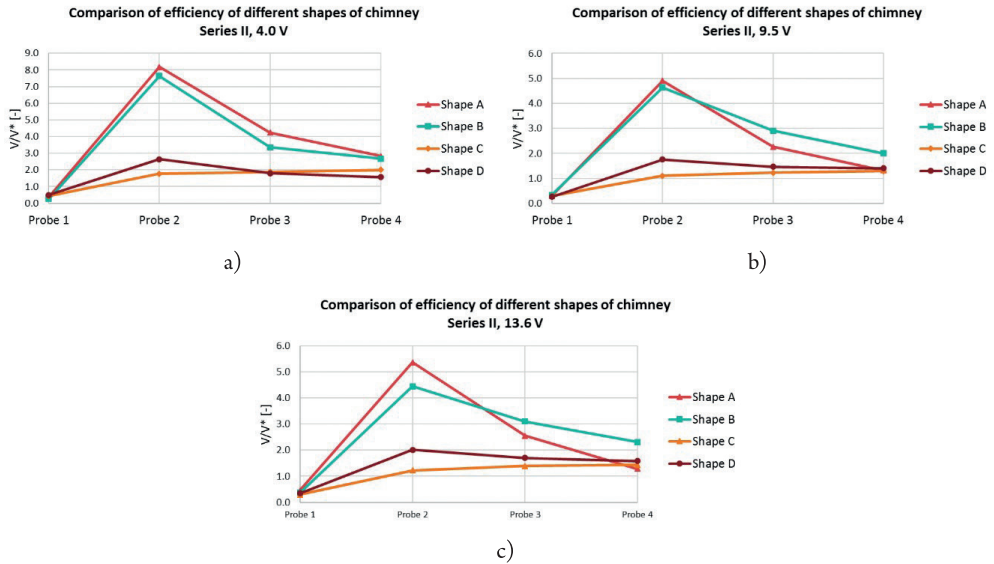 Comparison of efficiency of different shapes of chimney
Series II, 4.0 V
9.0
8.0
7.0
6.0
5.0
4.0
3.0
2.0
1.0
0.0
V/V* [-]
Probe 1 Probe 2 Probe 3 Probe 4
Shape A
Shape B
Shape C
Shape D
a)
Comparison of efficiency of different shapes of chimney
Series II, 9.5 V
6.0
5.0
4.0
3.0
2.0
1.0
0.0
V/V* [-]
Probe 1 Probe 2 Probe 3 Probe 4
Shape A
Shape B
Shape C
Shape D
b)
Comparison of efficiency of different shapes of chimney
Series II, 13.6 V
6.0
5.0
4.0
3.0
2.0
1.0
0.0
V/V* [-]
Probe 1 Probe 2 Probe 3 Probe 4
Shape A
Shape B
Shape C
Shape D
c)